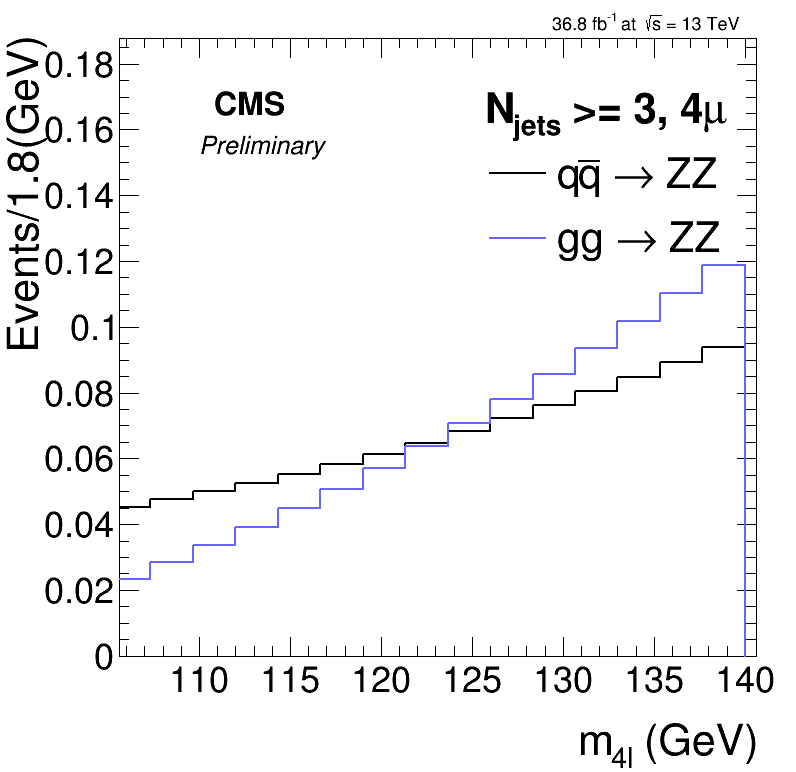 36.8 fb⁻¹ at √s = 13 TeV
CMS
Preliminary
N_jets >= 3, 4μ
qq̅ → ZZ
gg → ZZ
Events/1.8(GeV)
0.18
0.16
0.14
0.12
0.1
0.08
0.06
0.04
0.02
0
110 115 120 125 130 135 140
m_4l (GeV)